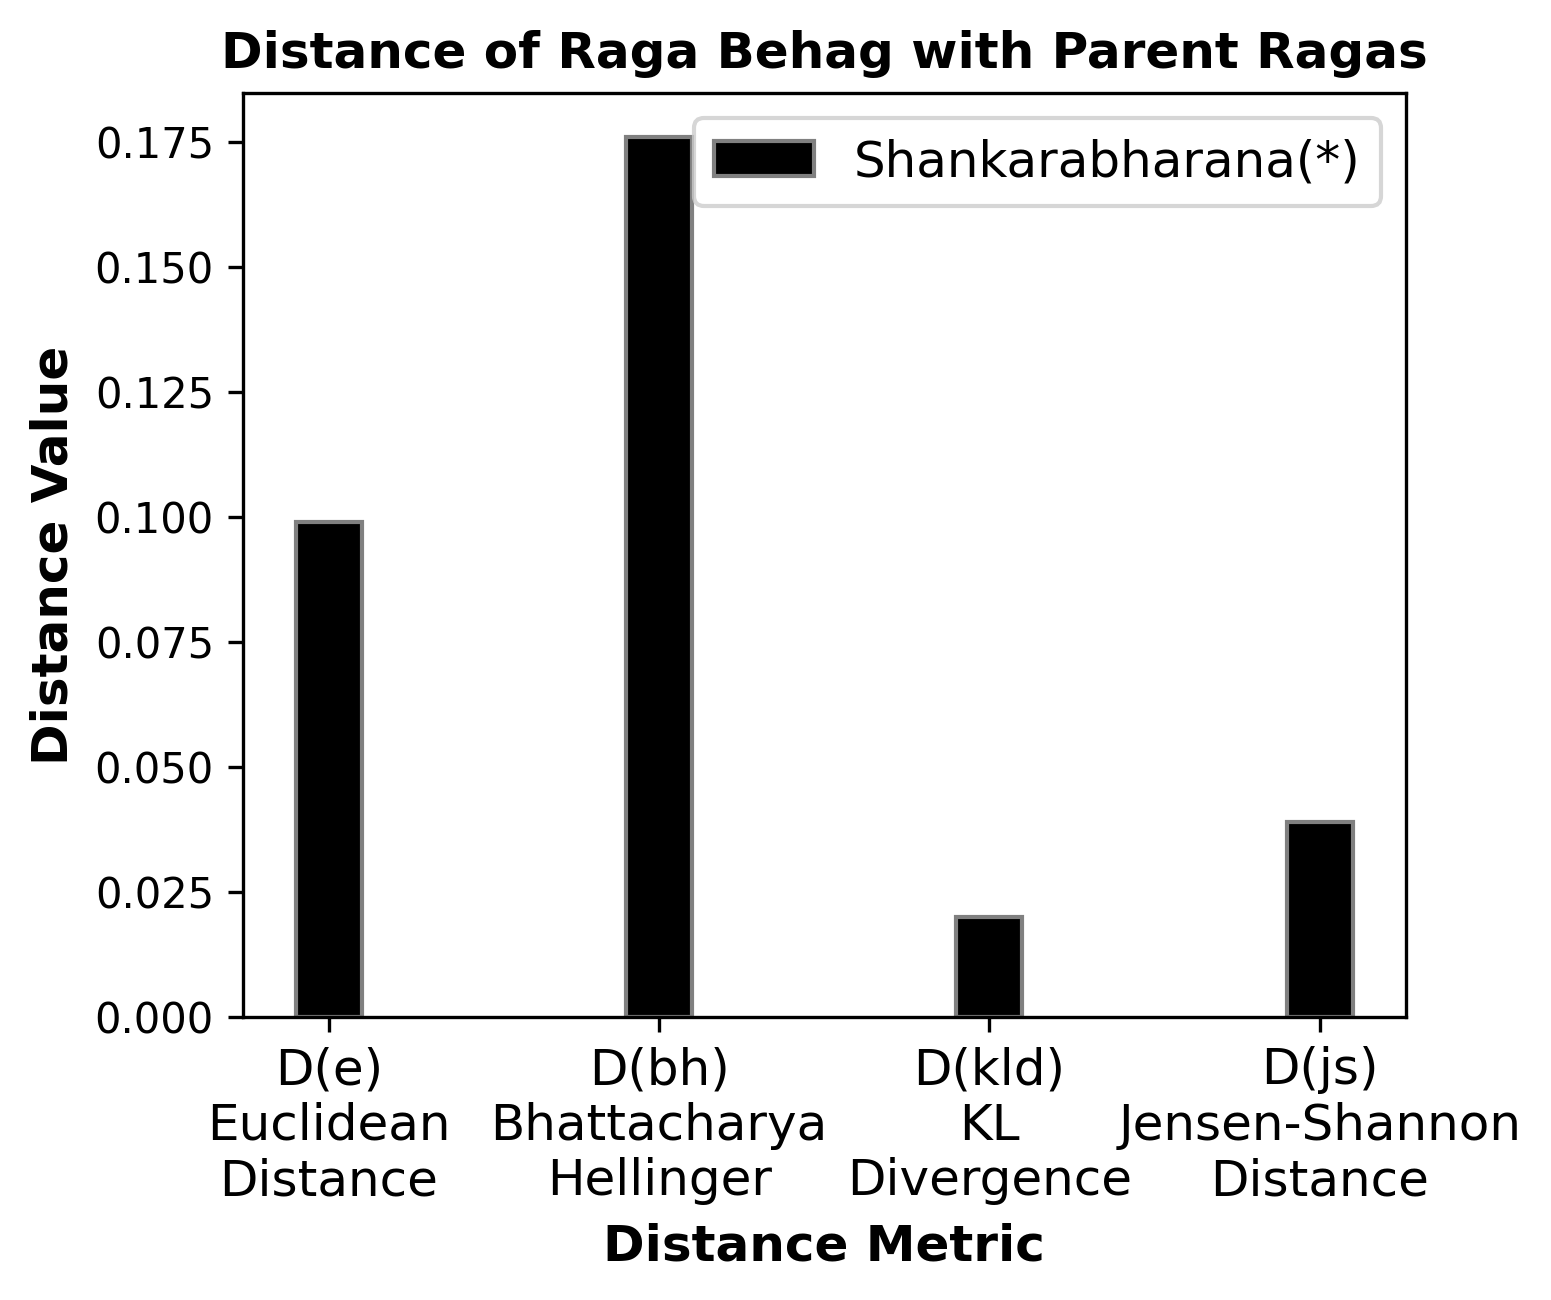 Distance of Raga Behag with Parent Ragas
Shankarabharana(*)
Distance Value
0.175
0.150
0.125
0.100
0.075
0.050
0.025
0.000
D(e)
Euclidean
Distance
D(bh)
Bhattacharya
Hellinger
D(kld)
KL
Divergence
D(js)
Jensen-Shannon
Distance
Distance Metric